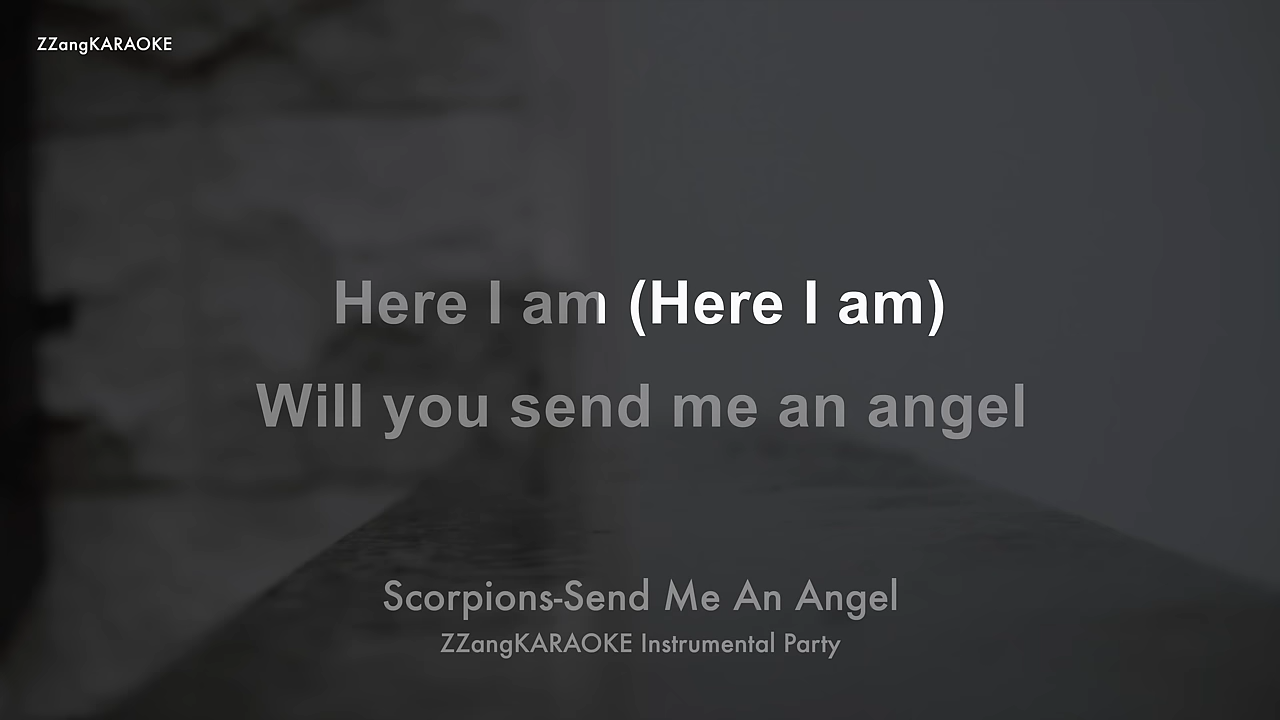 ZZangKARAOKE
Here I am (Here I am)
Will you send me an angel
Scorpions-Send Me An Angel
ZZangKARAOKE Instrumental Party